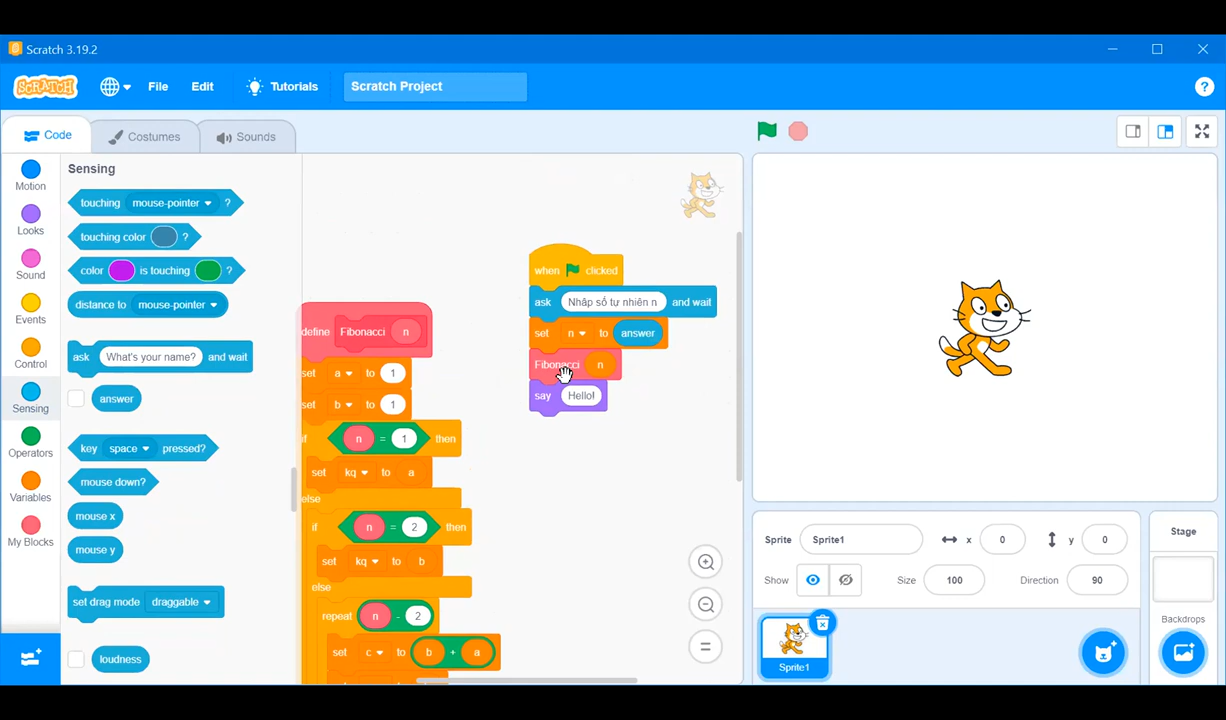 Scratch 3.19.2
SCRATCH File Edit Tutorials Scratch Project ?
Code Costumes Sounds
Motion
Looks
Sound
Events
Control
Sensing
Operators
Variables
My Blocks
Sensing
touching mouse-pointer ?
touching color ?
color is touching ?
distance to mouse-pointer
ask What's your name? and wait
answer
key space pressed?
mouse down?
mouse x
mouse y
set drag mode draggable
loudness
define Fibonacci n
set a to 1
set b to 1
if n = 1 then
set kq to a
else
if n = 2 then
set kq to b
else
repeat n - 2
set c to b + a
when clicked
ask Nhập số tự nhiên n and wait
set n to answer
Fibonacci n
say Hello!
Sprite Sprite1 x 0 y 0
Show Size 100 Direction 90
Sprite1
Stage
Backdrops